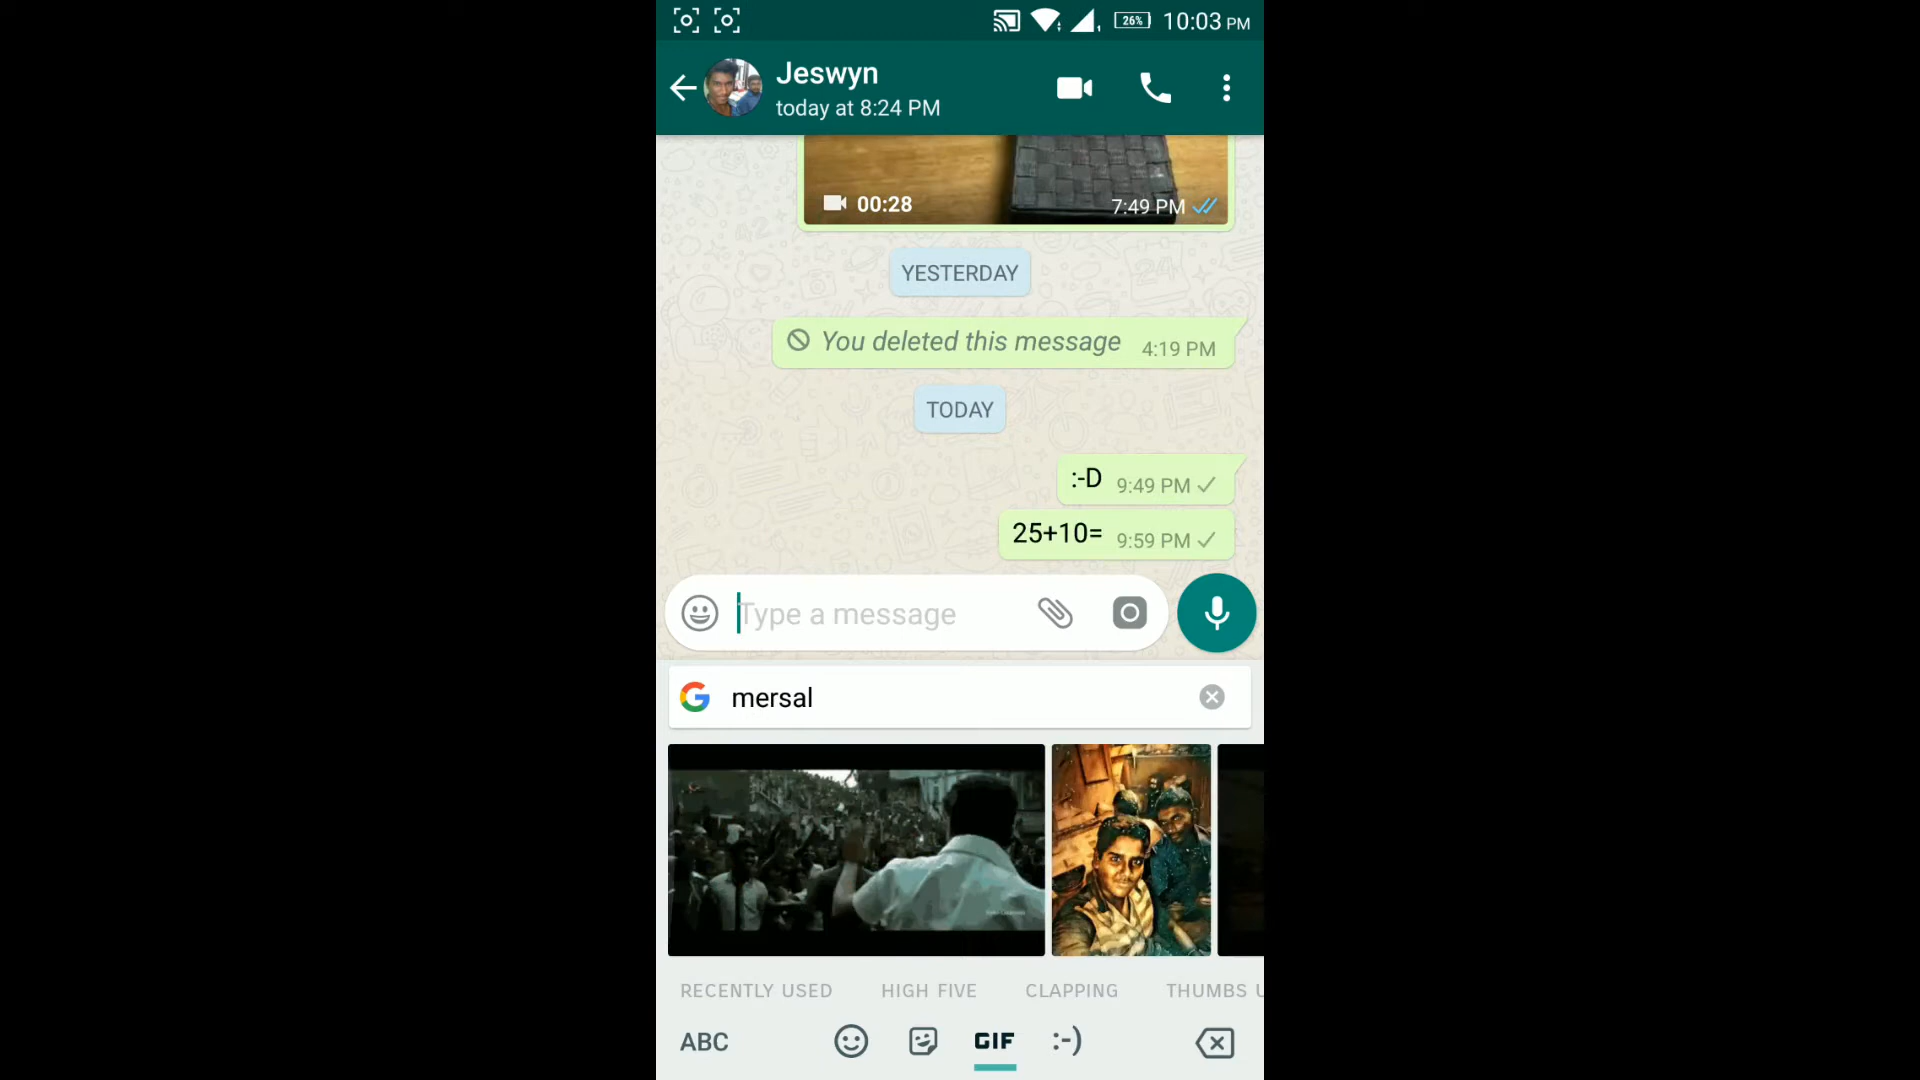 26% 10:03 PM
Jeswyn
today at 8:24 PM
00:28 7:49 PM
YESTERDAY
You deleted this message 4:19 PM
TODAY
:-D 9:49 PM
25+10= 9:59 PM
Type a message
mersal
RECENTLY USED HIGH FIVE CLAPPING THUMBS U
ABC GIF :-)